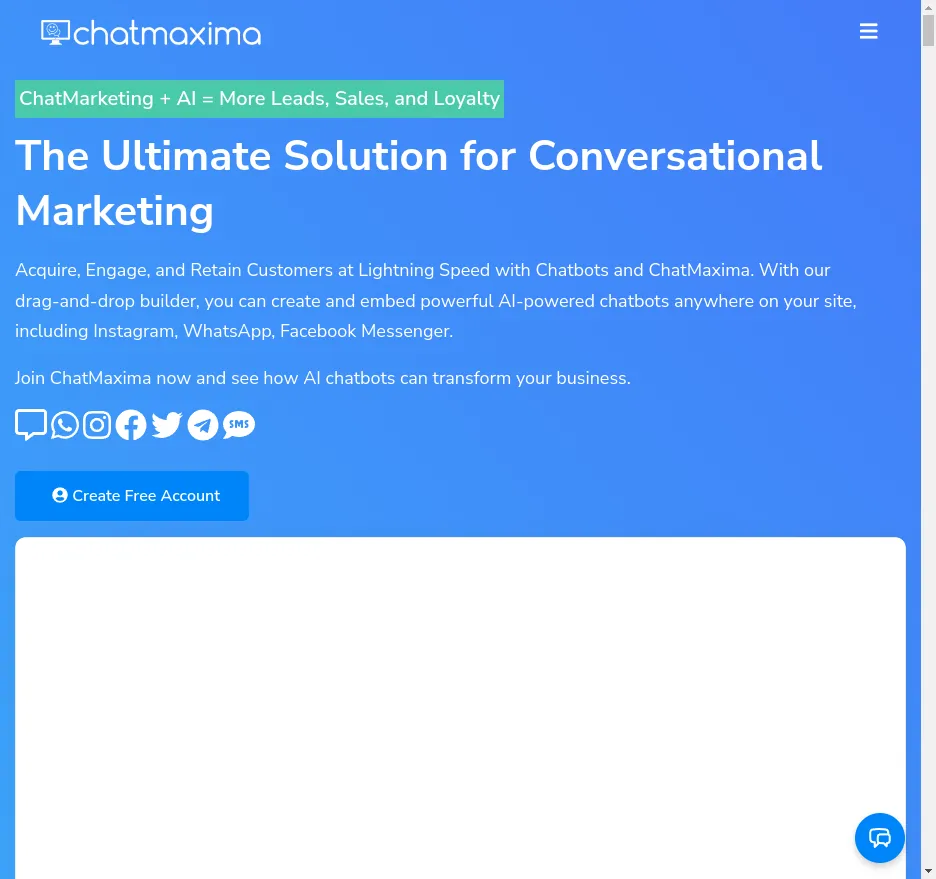 chatmaxima
ChatMarketing + AI = More Leads, Sales, and Loyalty
The Ultimate Solution for Conversational
Marketing
Acquire, Engage, and Retain Customers at Lightning Speed with Chatbots and ChatMaxima. With our
drag-and-drop builder, you can create and embed powerful AI-powered chatbots anywhere on your site,
including Instagram, WhatsApp, Facebook Messenger.
Join ChatMaxima now and see how AI chatbots can transform your business.
SMS
Create Free Account